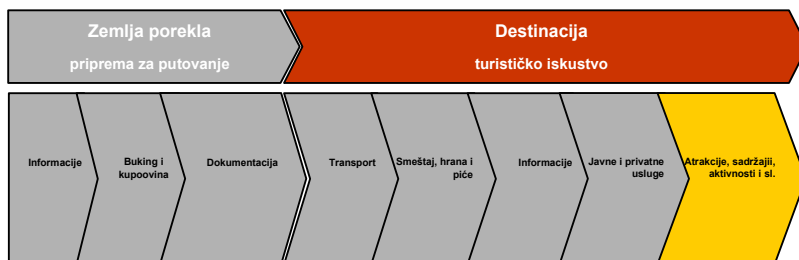 Zemlja porekla
priprema za putovanje
Destinacija
turističko iskustvo
Informacije
Buking i
kupoovina
Dokumentacija
Transport
Smeštaj, hrana i
piće
Informacije
Javne i privatne
usluge
Atrakcije, sadržajii,
aktivnosti i sl.